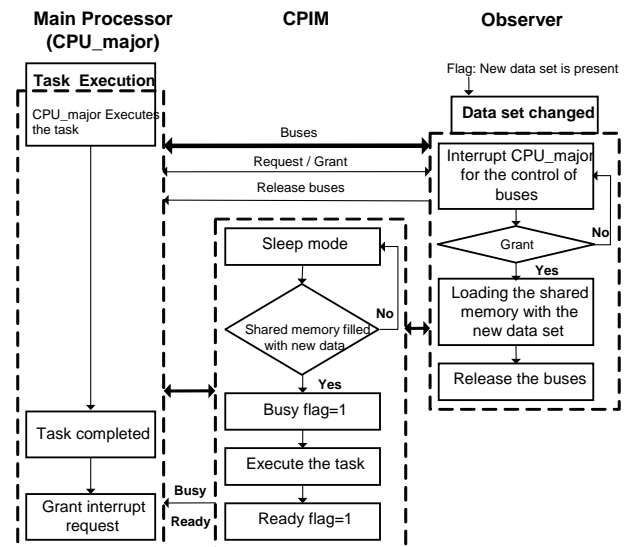 Main Processor
(CPU_major)
CPIM
Observer
Task Execution
CPU_major Executes
the task
Flag: New data set is present
Data set changed
Buses
Request / Grant
Release buses
Interrupt CPU_major
for the control of
buses
No
Grant
Yes
Loading the shared
memory with the
new data set
Release the buses
Sleep mode
No
Shared memory filled
with new data
Yes
Busy flag=1
Execute the task
Ready flag=1
Task completed
Grant interrupt
request
Busy
Ready